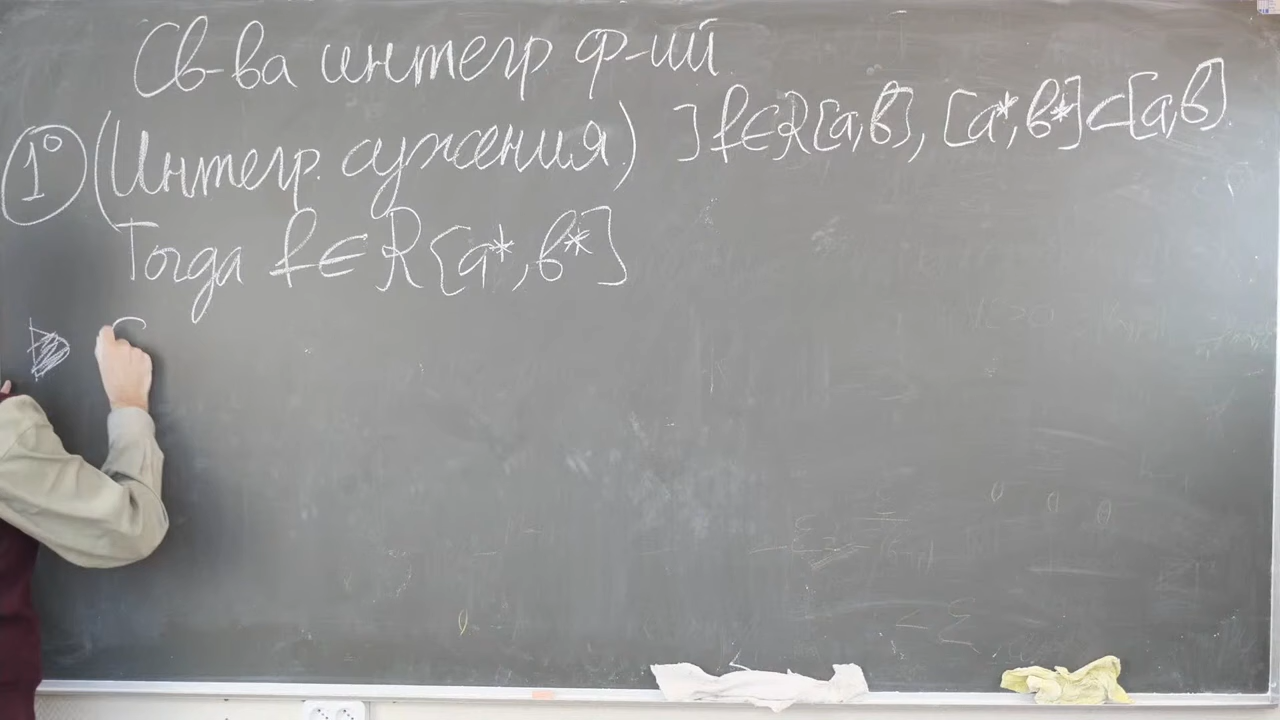 Св-ва интегр ф-ий.
1° (Интегр. сужения) ] f∈R[a,b], [a*,b*]⊂[a,b].
Тогда f∈R[a*,b*]